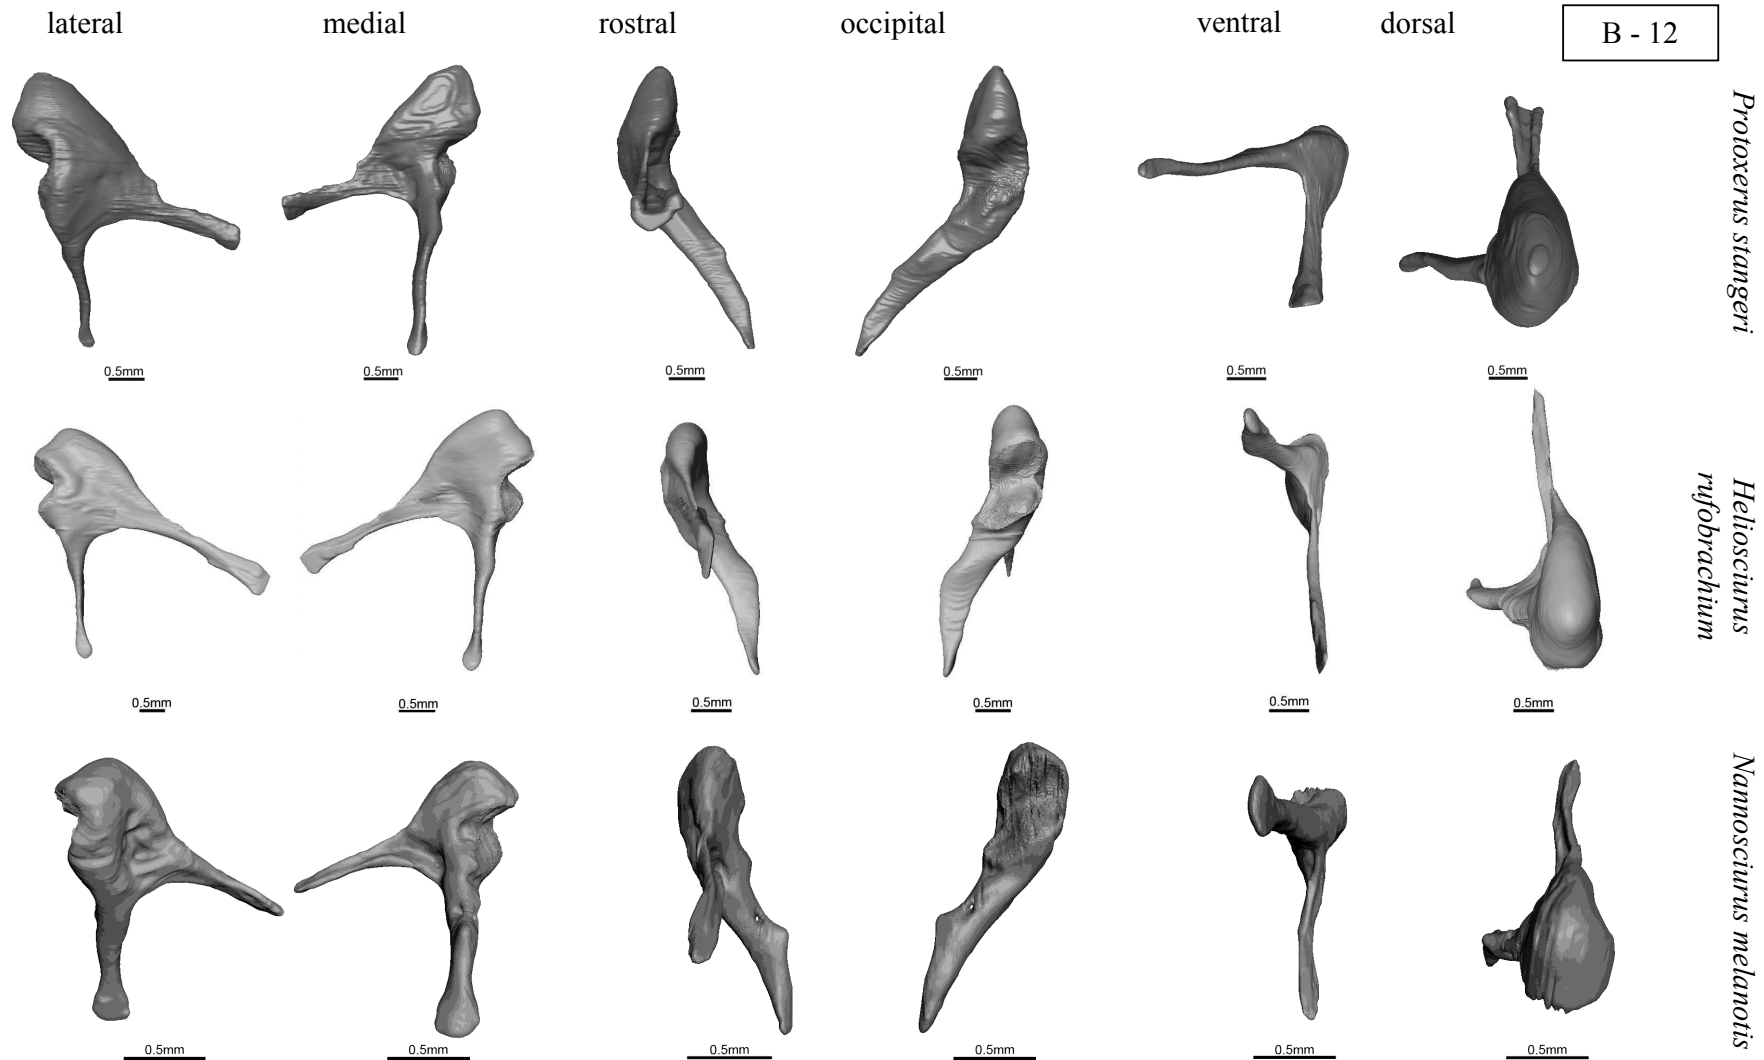 lateral medial rostral occipital ventral dorsal B - 12
Protoxerus stangeri
0.5mm 0.5mm 0.5mm 0.5mm 0.5mm 0.5mm
Heliosciurus
rufobrachium
0.5mm 0.5mm 0.5mm 0.5mm 0.5mm 0.5mm
Nannosciurus melanotis
0.5mm 0.5mm 0.5mm 0.5mm 0.5mm 0.5mm